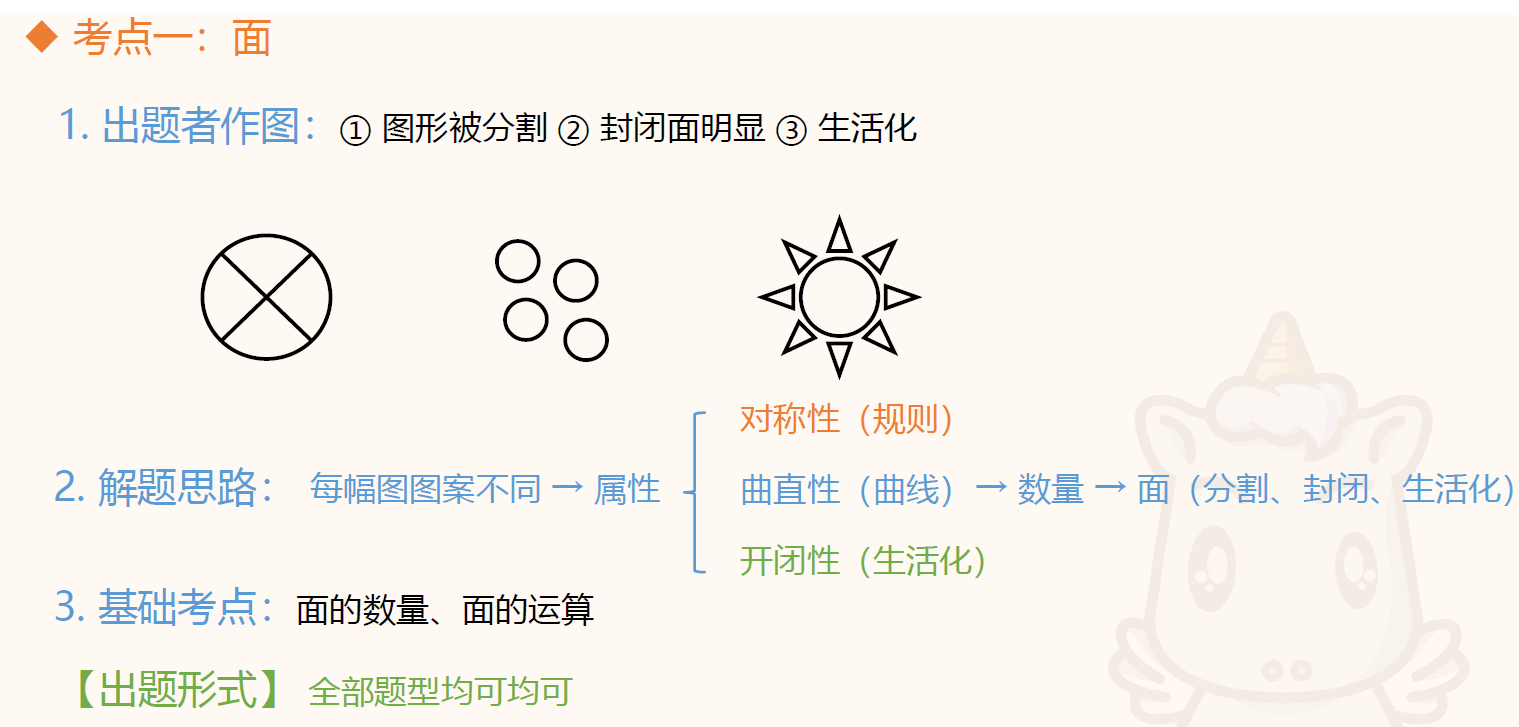 ◆ 考点一：面
1. 出题者作图：① 图形被分割 ② 封闭面明显 ③ 生活化
对称性（规则）
2. 解题思路： 每幅图图案不同 → 属性 曲直性（曲线）→ 数量 → 面（分割、封闭、生活化）
开闭性（生活化）
3. 基础考点：面的数量、面的运算
【出题形式】 全部题型均可均可